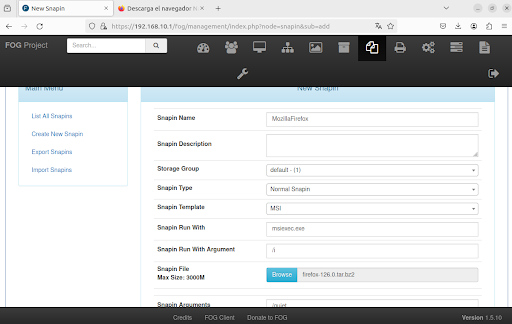 New Snapin
Descarga el navegador N
https://192.168.10.1/fog/management/index.php?node=snapin&sub=add
FOG Project
Search...
Main Menu
New Snapin
List All Snapins
Create New Snapin
Export Snapins
Import Snapins
Snapin Name
MozillaFirefox
Snapin Description
Storage Group
default - (1)
Snapin Type
Normal Snapin
Snapin Template
MSI
Snapin Run With
msiexec.exe
Snapin Run With Argument
/i
Snapin File
Max Size: 3000M
Browse
firefox-126.0.tar.bz2
Snapin Arguments
/quiet
Credits
FOG Client
Donate to FOG
Version 1.5.10